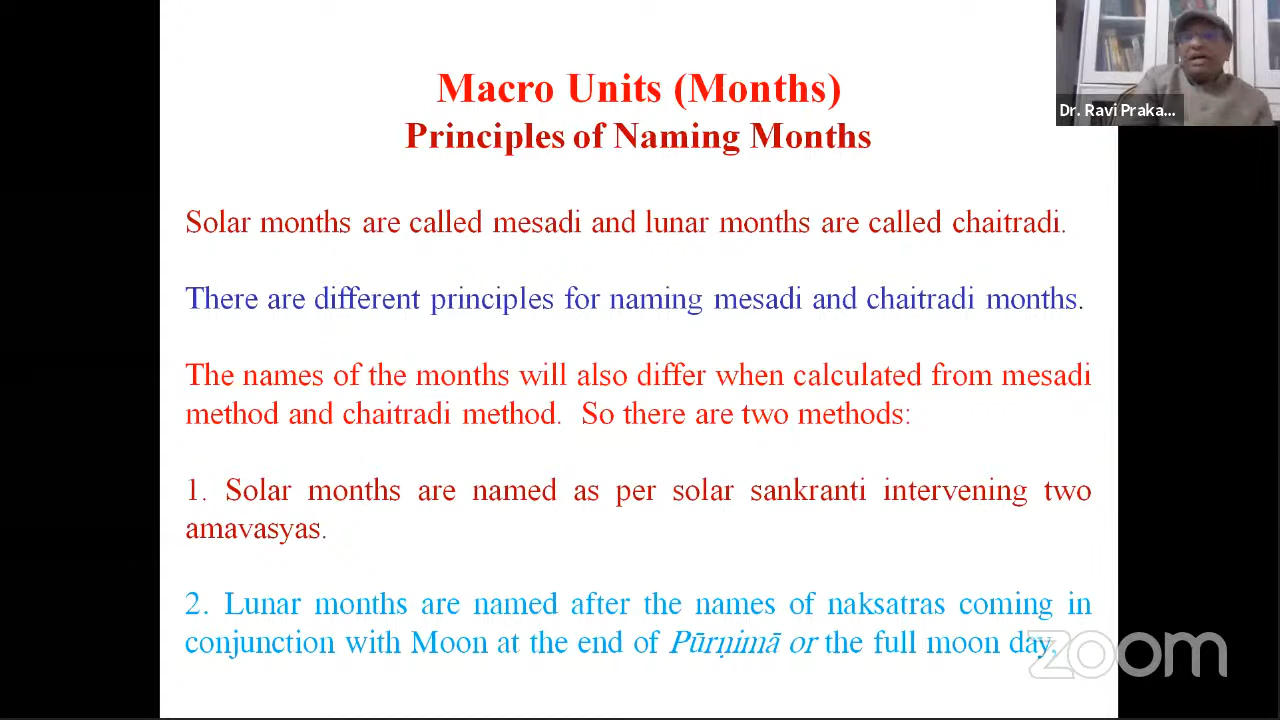 Macro Units (Months)
Principles of Naming Months
Dr. Ravi Praka...
Solar months are called mesadi and lunar months are called chaitradi.
There are different principles for naming mesadi and chaitradi months.
The names of the months will also differ when calculated from mesadi
method and chaitradi method.  So there are two methods:
1. Solar months are named as per solar sankranti intervening two
amavasyas.
2. Lunar months are named after the names of naksatras coming in
conjunction with Moon at the end of Pūrṇimā or the full moon day,
zoom